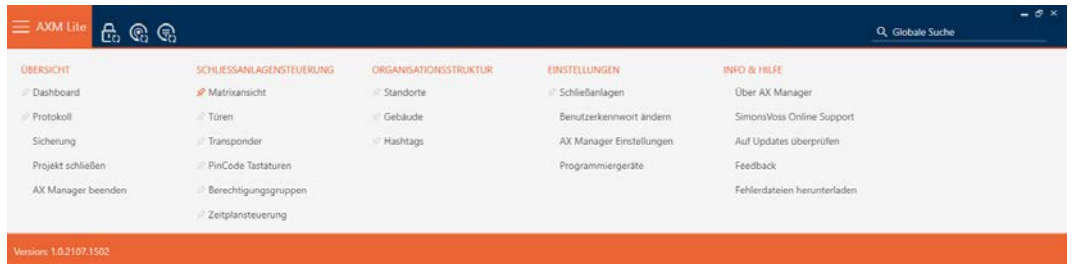 AXM Lite
Globale Suche
ÜBERSICHT
Dashboard
Protokoll
Sicherung
Projekt schließen
AX Manager beenden
SCHLIESSANLAGENSTEUERUNG
Matrixansicht
Türen
Transponder
PinCode Tastaturen
Berechtigungsgruppen
Zeitplansteuerung
ORGANISATIONSSTRUKTUR
Standorte
Gebäude
Hashtags
EINSTELLUNGEN
Schließanlagen
Benutzerkennwort ändern
AX Manager Einstellungen
Programmiergeräte
INFO & HILFE
Über AX Manager
SimonsVoss Online Support
Auf Updates überprüfen
Feedback
Fehlerdateien herunterladen
Version: 1.0.2107.1502